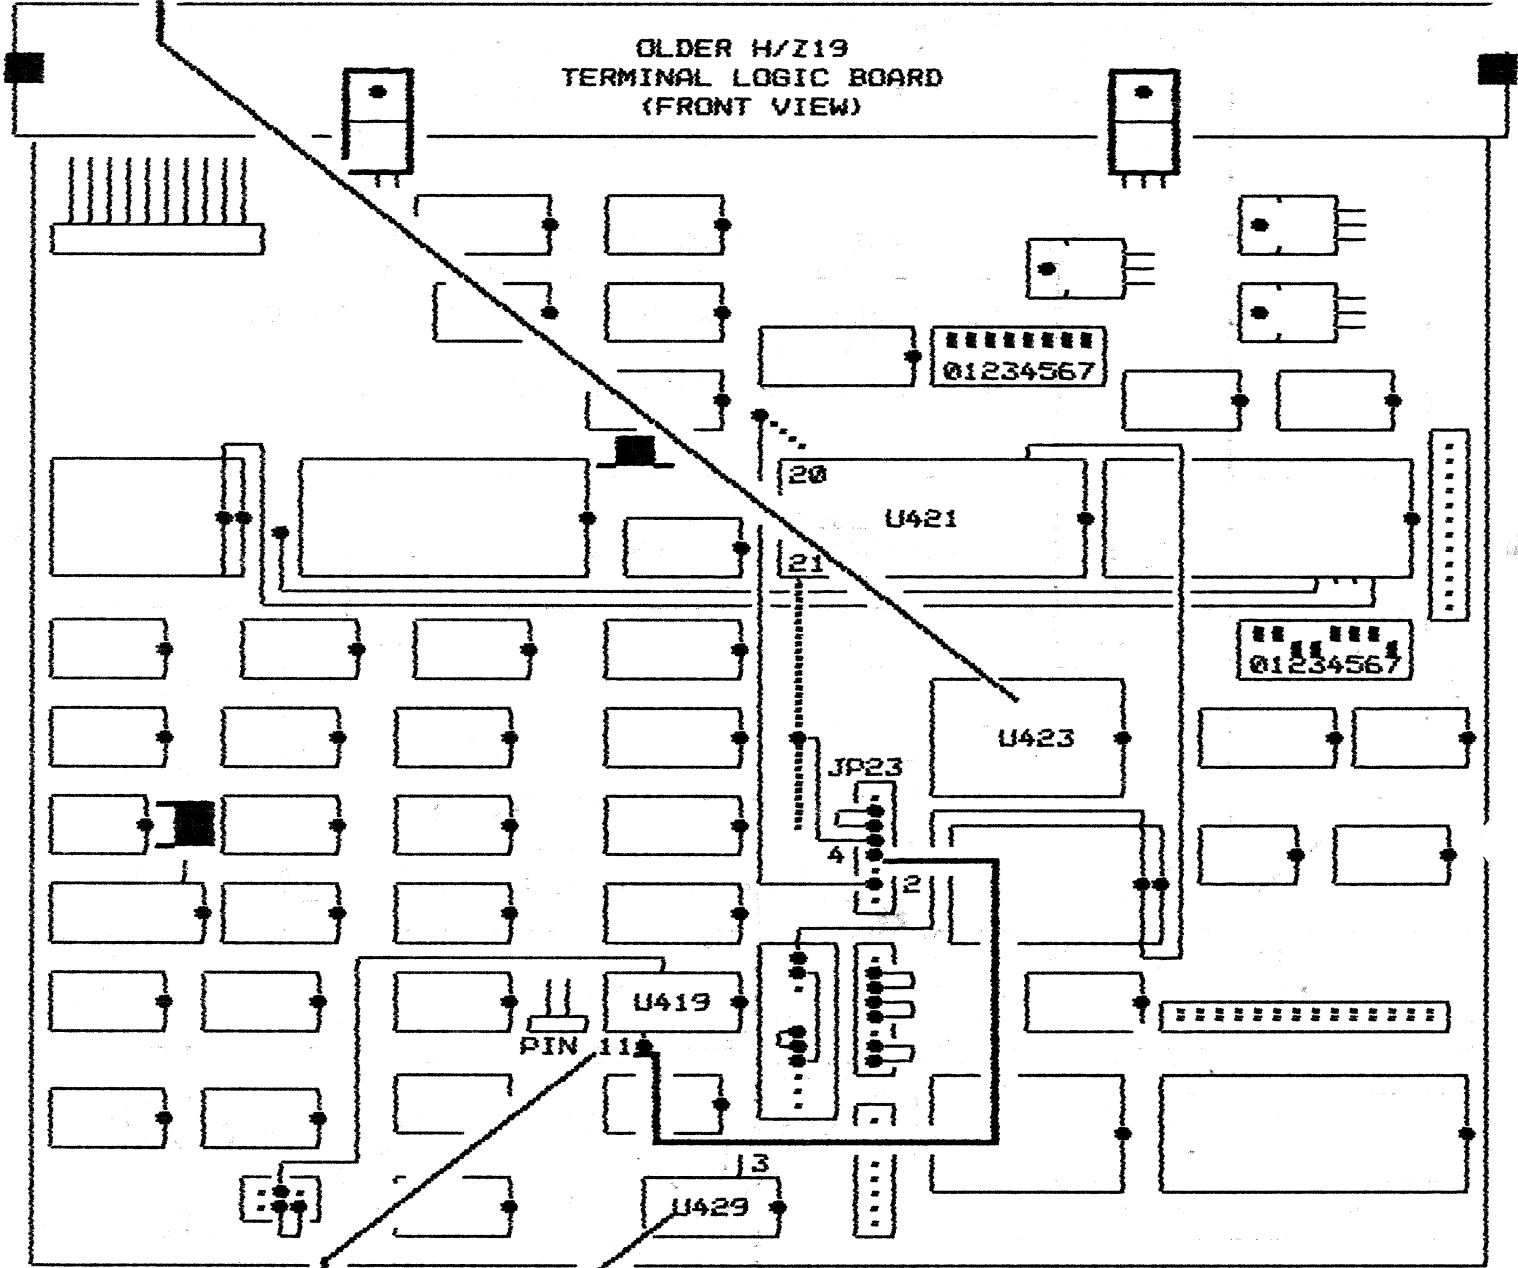 OLDER H/Z19
TERMINAL LOGIC BOARD
(FRONT VIEW)
01234567
20
U421
21
01234567
U423
JP23
4
2
U419
PIN 11
3
U429